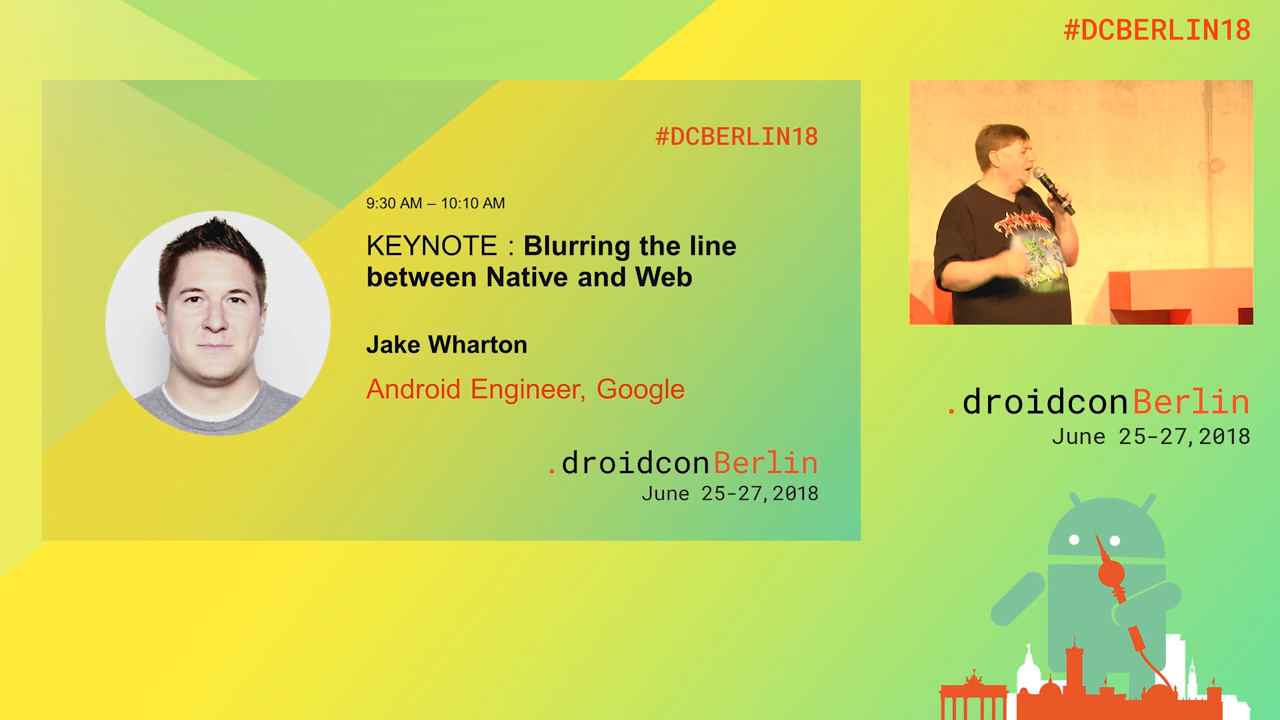 #DCBERLIN18
#DCBERLIN18
9:30 AM – 10:10 AM
KEYNOTE : Blurring the line
between Native and Web
Jake Wharton
Android Engineer, Google
.droidconBerlin
June 25-27, 2018
.droidconBerlin
June 25-27, 2018